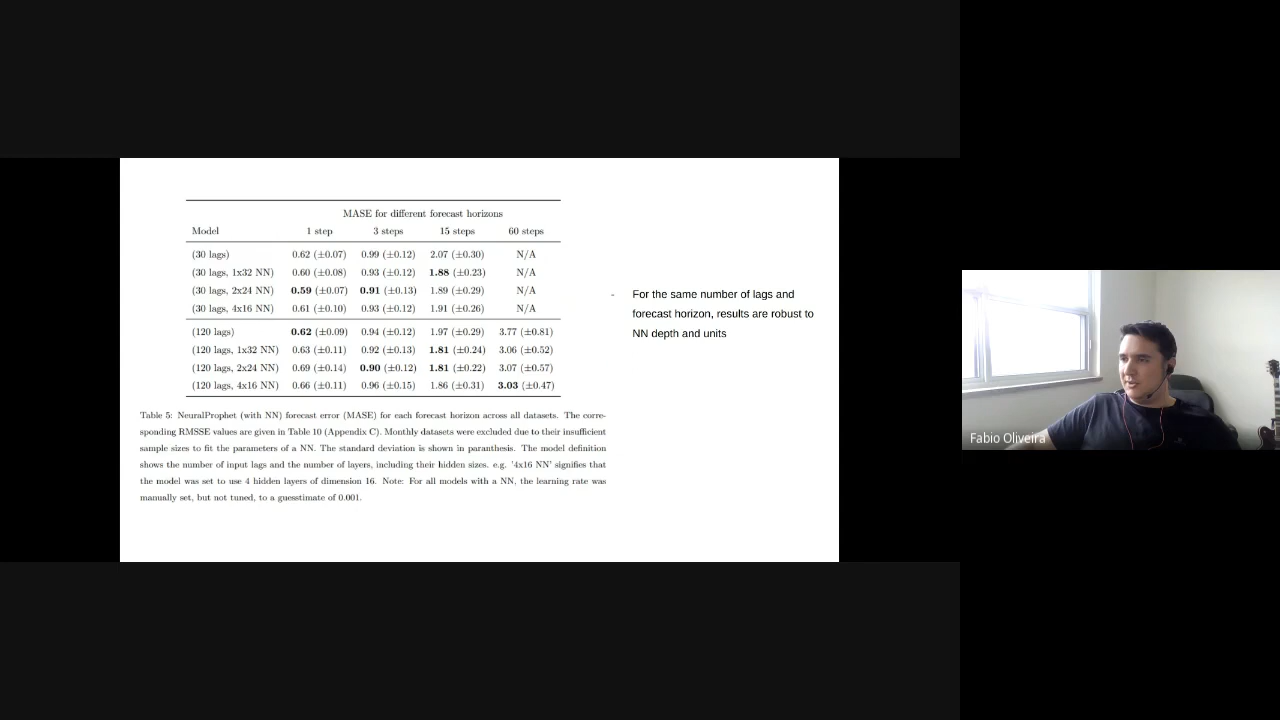 MASE for different forecast horizons
Model 1 step 3 steps 15 steps 60 steps
(30 lags) 0.62 (±0.07) 0.99 (±0.12) 2.07 (±0.30) N/A
(30 lags, 1x32 NN) 0.60 (±0.08) 0.93 (±0.12) 1.88 (±0.23) N/A
(30 lags, 2x24 NN) 0.59 (±0.07) 0.91 (±0.13) 1.89 (±0.29) N/A
(30 lags, 4x16 NN) 0.61 (±0.10) 0.93 (±0.12) 1.91 (±0.26) N/A
(120 lags) 0.62 (±0.09) 0.94 (±0.12) 1.97 (±0.29) 3.77 (±0.81)
(120 lags, 1x32 NN) 0.63 (±0.11) 0.92 (±0.13) 1.81 (±0.24) 3.06 (±0.52)
(120 lags, 2x24 NN) 0.69 (±0.14) 0.90 (±0.12) 1.81 (±0.22) 3.07 (±0.57)
(120 lags, 4x16 NN) 0.66 (±0.11) 0.96 (±0.15) 1.86 (±0.31) 3.03 (±0.47)
Table 5: NeuralProphet (with NN) forecast error (MASE) for each forecast horizon across all datasets. The corre-
sponding RMSSE values are given in Table 10 (Appendix C). Monthly datasets were excluded due to their insufficient
sample sizes to fit the parameters of a NN. The standard deviation is shown in paranthesis. The model definition
shows the number of input lags and the number of layers, including their hidden sizes. e.g. '4x16 NN' signifies that
the model was set to use 4 hidden layers of dimension 16. Note: For all models with a NN, the learning rate was
manually set, but not tuned, to a guesstimate of 0.001.
- For the same number of lags and
forecast horizon, results are robust to
NN depth and units
Fabio Oliveira